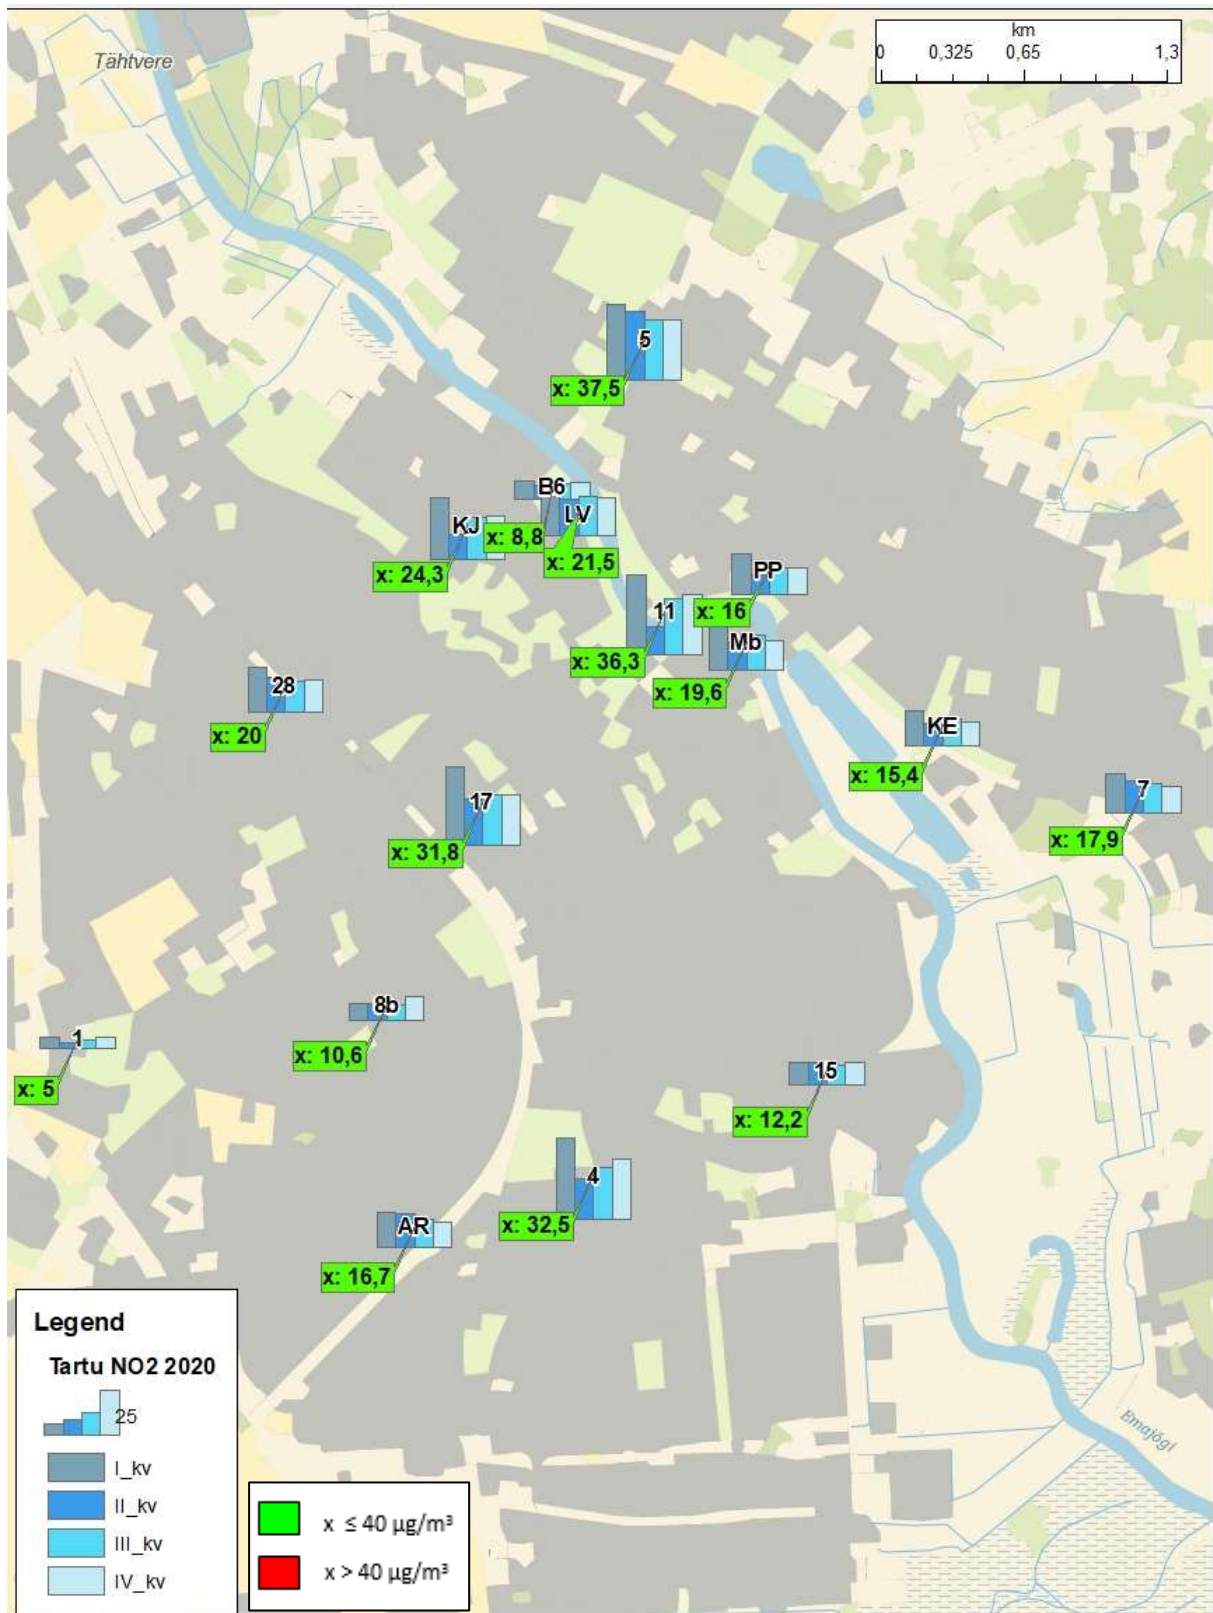 km
0 0,325 0,65 1,3
Tähtvere
5
x: 37,5
B6
LV
KJ
x: 8,8
x: 21,5
x: 24,3
PP
11
x: 16
Mb
x: 36,3
28
x: 19,6
KE
x: 20
x: 15,4
7
17
x: 17,9
x: 31,8
8b
1
x: 10,6
15
x: 5
x: 12,2
4
AR
x: 32,5
x: 16,7
Legend
Tartu NO2 2020
25
I_kv
II_kv
III_kv
IV_kv
x ≤ 40 µg/m³
x > 40 µg/m³
Emajõgi